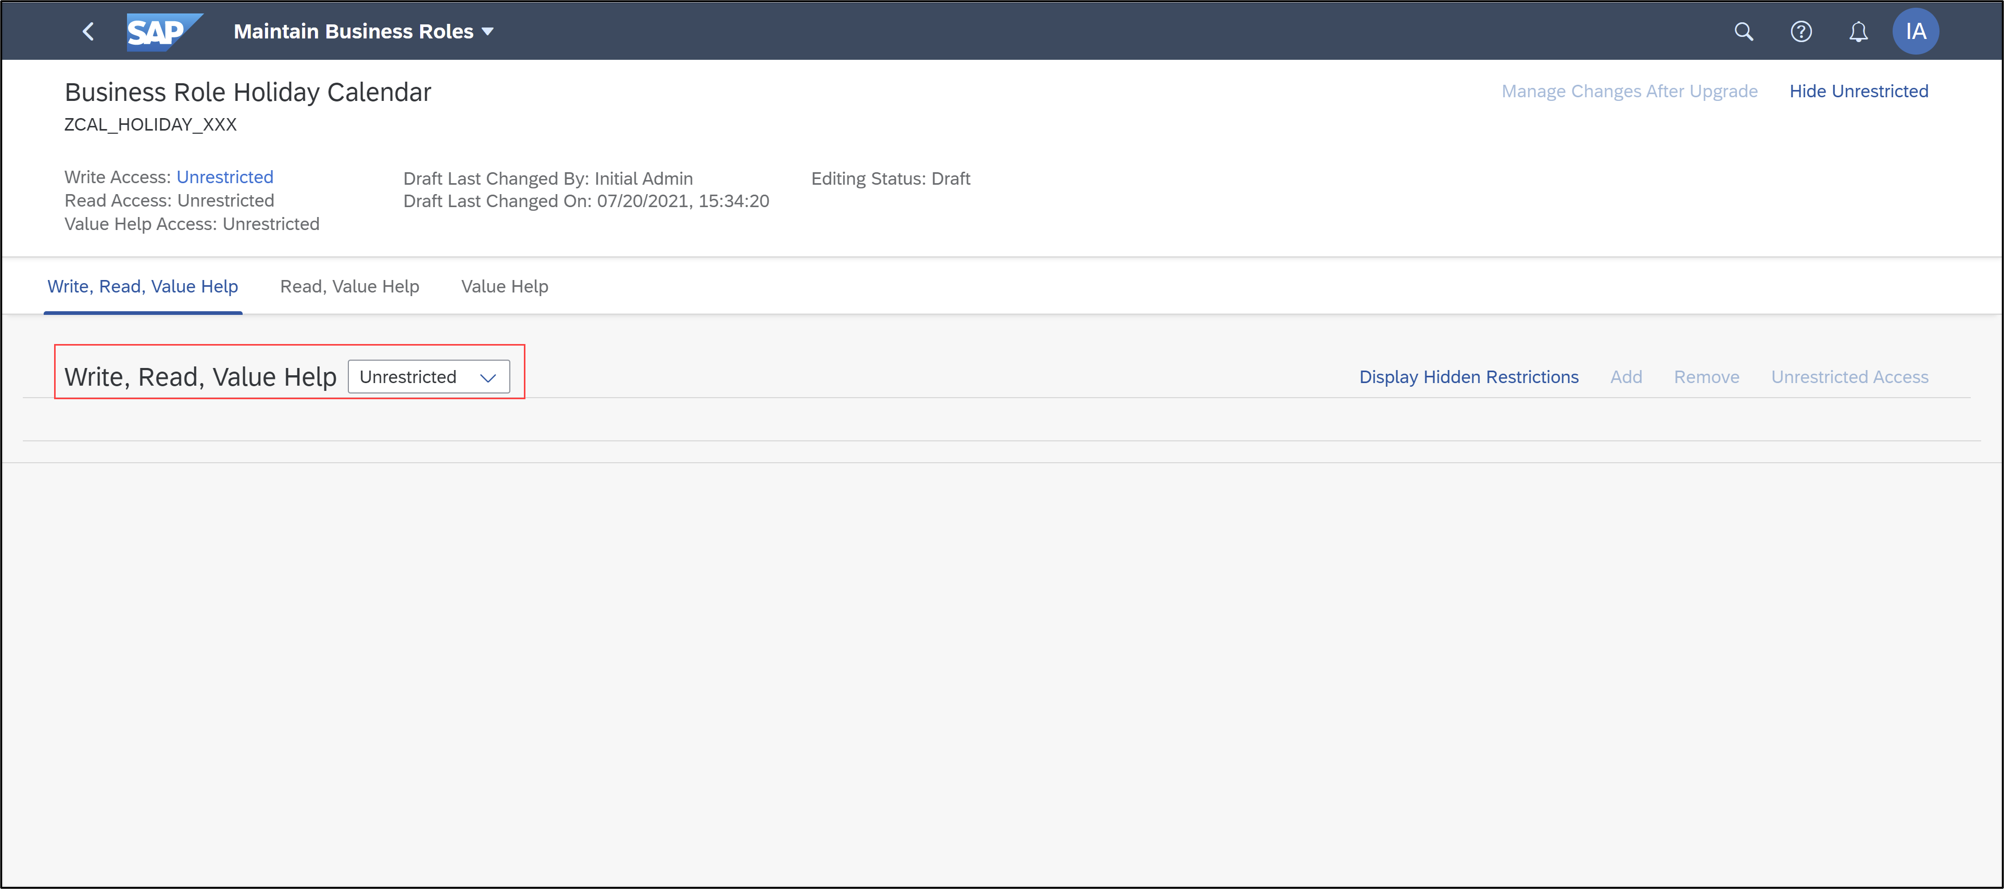 SAP Maintain Business Roles IA
Business Role Holiday Calendar
ZCAL_HOLIDAY_XXX
Manage Changes After Upgrade Hide Unrestricted
Write Access: Unrestricted
Read Access: Unrestricted
Value Help Access: Unrestricted
Draft Last Changed By: Initial Admin
Draft Last Changed On: 07/20/2021, 15:34:20
Editing Status: Draft
Write, Read, Value Help Read, Value Help Value Help
Write, Read, Value Help Unrestricted Display Hidden Restrictions Add Remove Unrestricted Access